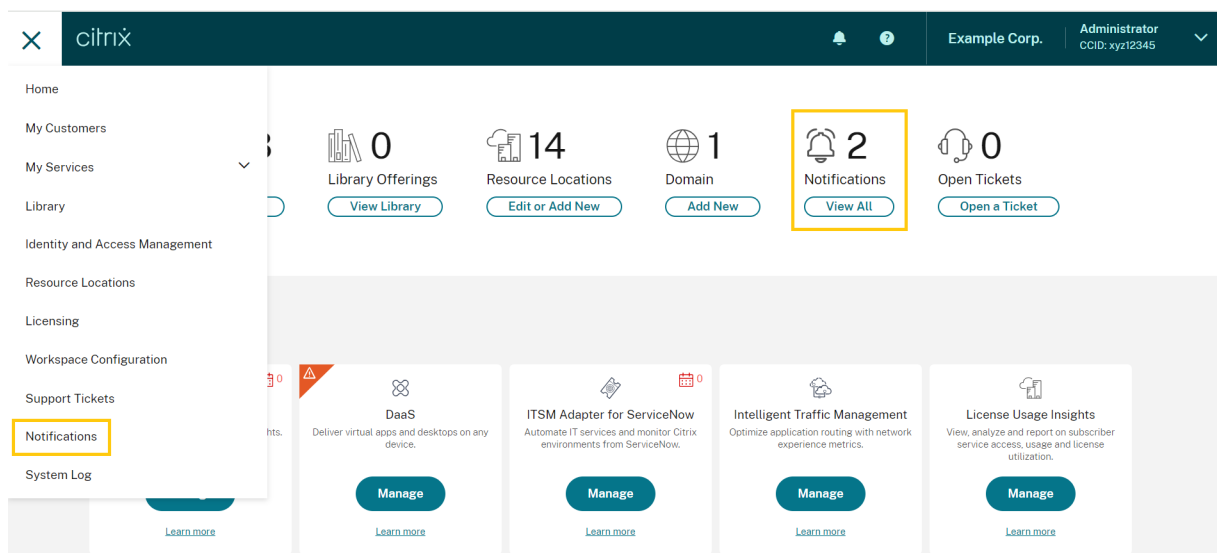 citrix
Example Corp.
Administrator
CCID: xyz12345
Home
My Customers
My Services
Library
Identity and Access Management
Resource Locations
Licensing
Workspace Configuration
Support Tickets
Notifications
System Log
0
Library Offerings
View Library
14
Resource Locations
Edit or Add New
1
Domain
Add New
2
Notifications
View All
0
Open Tickets
Open a Ticket
0
Learn more
DaaS
Deliver virtual apps and desktops on any
device.
Manage
Learn more
0
ITSM Adapter for ServiceNow
Automate IT services and monitor Citrix
environments from ServiceNow.
Manage
Learn more
Intelligent Traffic Management
Optimize application routing with network
experience metrics.
Manage
Learn more
License Usage Insights
View, analyze and report on subscriber
service access, usage and license
utilization.
Manage
Learn more